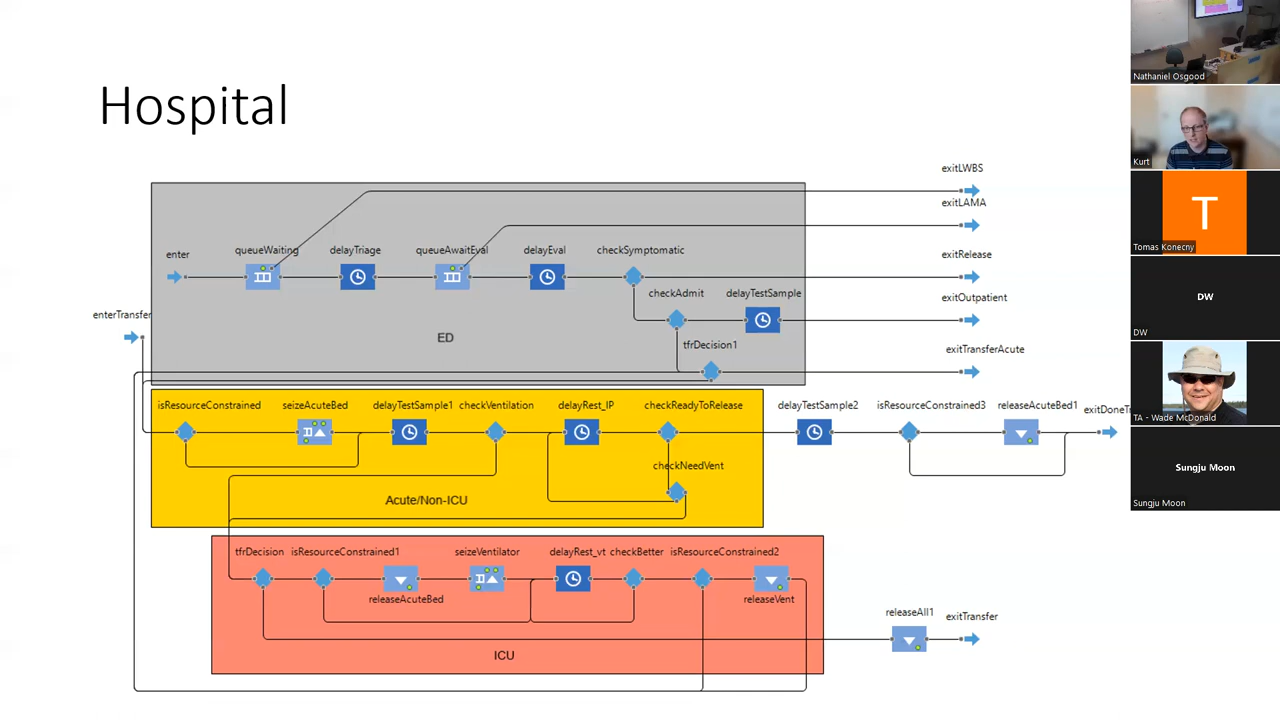 Hospital
exitLWBS
exitLAMA
enter
queueWaiting
delayTriage
queueAwaitEval
delayEval
checkSymptomatic
exitRelease
checkAdmit
delayTestSample
exitOutpatient
enterTransfer
ED
tfrDecision1
exitTransferAcute
isResourceConstrained
seizeAcuteBed
delayTestSample1
checkVentilation
delayRest_IP
checkReadyToRelease
delayTestSample2
isResourceConstrained3
releaseAcuteBed1
exitDoneTr
checkNeedVent
Acute/Non-ICU
tfrDecision
isResourceConstrained1
seizeVentilator
delayRest_vt
checkBetter
isResourceConstrained2
releaseAcuteBed
releaseVent
releaseAll1
exitTransfer
ICU
Nathaniel Osgood
Kurt
T
Tomas Konecny
DW
DW
TA - Wade McDonald
Sungju Moon
Sungju Moon